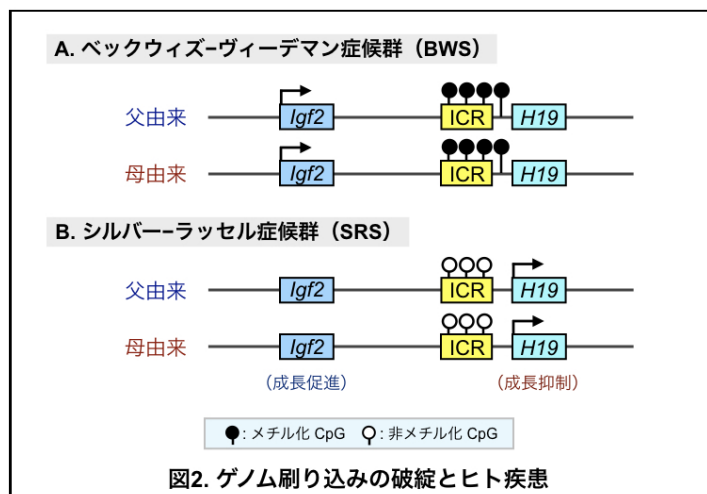 A. ベックウィズ−ヴィーデマン症候群（BWS）
父由来 Igf2 ICR H19
母由来 Igf2 ICR H19
B. シルバー−ラッセル症候群（SRS）
父由来 Igf2 ICR H19
母由来 Igf2 ICR H19
（成長促進） （成長抑制）
: メチル化 CpG : 非メチル化 CpG
図2. ゲノム刷り込みの破綻とヒト疾患